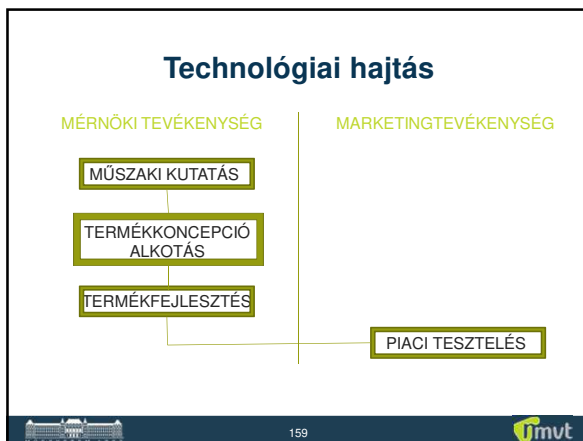 Technológiai hajtás
MÉRNÖKI TEVÉKENYSÉG
MARKETINGTEVÉKENYSÉG
MŰSZAKI KUTATÁS
TERMÉKKONCEPCIÓ
ALKOTÁS
TERMÉKFEJLESZTÉS
PIACI TESZTELÉS
159
mvt